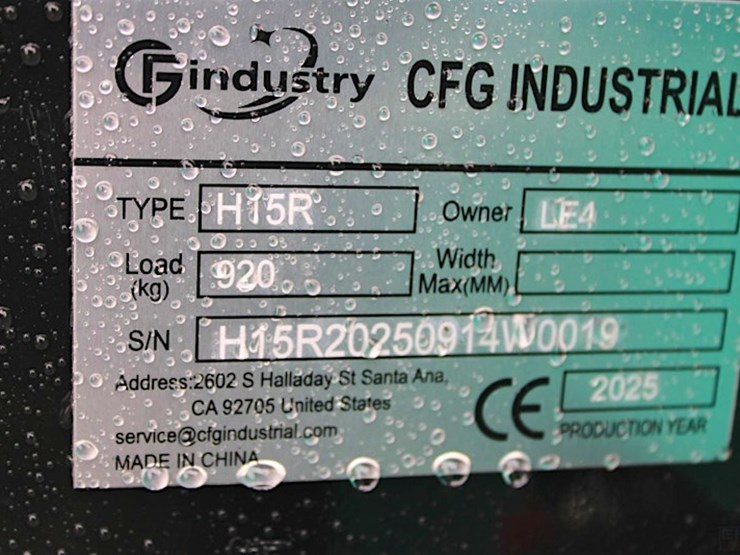 CFGindustry CFG INDUSTRIAL
TYPE H15R Owner LE4
Load (kg) 920 Width Max(MM)
S/N H15R20250914W0019
Address:2602 S Halladay St Santa Ana,
CA 92705 United States
service@cfgindustrial.com
MADE IN CHINA
CE 2025
PRODUCTION YEAR